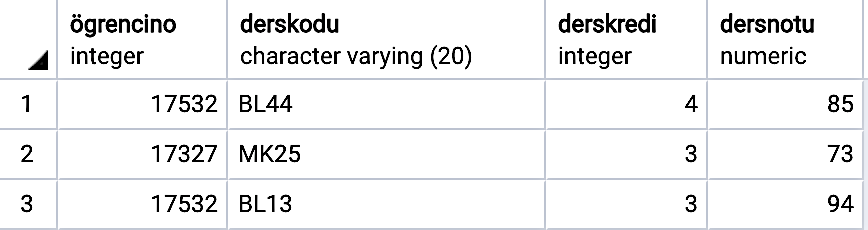 ögrencino derskodu derskredi dersnotu
integer character varying (20) integer numeric
1 17532 BL44 4 85
2 17327 MK25 3 73
3 17532 BL13 3 94